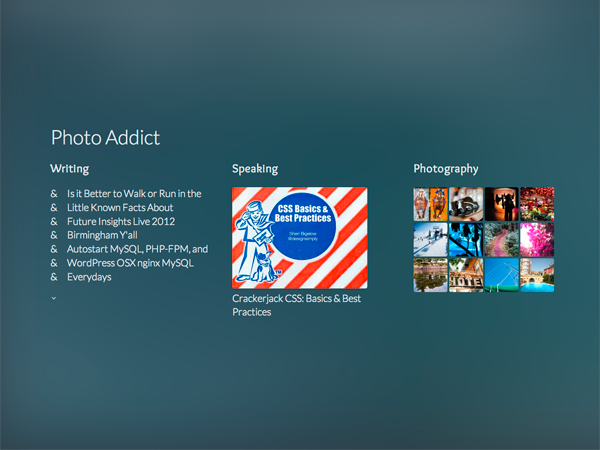 Photo Addict
Writing
& Is it Better to Walk or Run in the
& Little Known Facts About
& Future Insights Live 2012
& Birmingham Y'all
& Autostart MySQL, PHP-FPM, and
& WordPress OSX nginx MySQL
& Everydays
Speaking
CSS Basics &
Best Practices
Sheri Bigelow
@designsimply
TM
Crackerjack CSS: Basics & Best
Practices
Photography